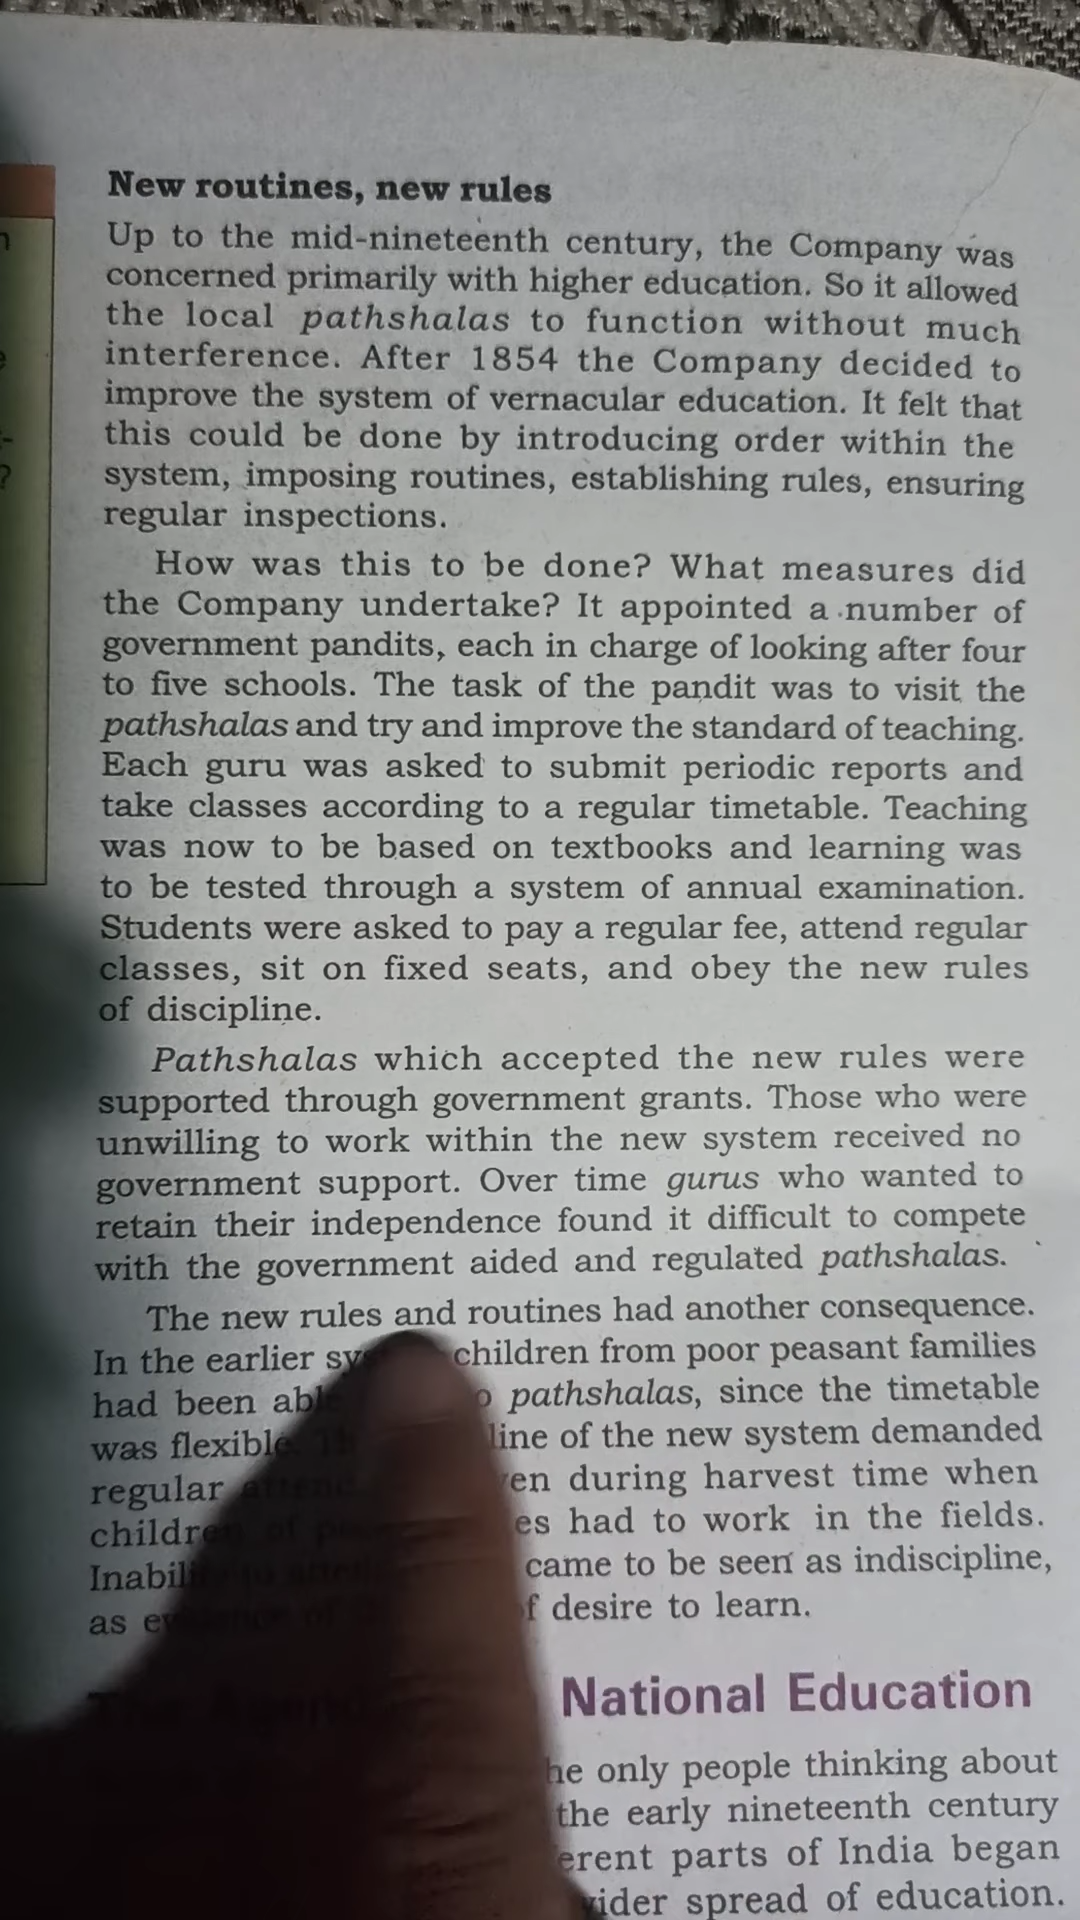 New routines, new rules
Up to the mid-nineteenth century, the Company was
concerned primarily with higher education. So it allowed
the local pathshalas to function without much
interference. After 1854 the Company decided to
improve the system of vernacular education. It felt that
this could be done by introducing order within the
system, imposing routines, establishing rules, ensuring
regular inspections.
How was this to be done? What measures did
the Company undertake? It appointed a number of
government pandits, each in charge of looking after four
to five schools. The task of the pandit was to visit the
pathshalas and try and improve the standard of teaching.
Each guru was asked to submit periodic reports and
take classes according to a regular timetable. Teaching
was now to be based on textbooks and learning was
to be tested through a system of annual examination.
Students were asked to pay a regular fee, attend regular
classes, sit on fixed seats, and obey the new rules
of discipline.
Pathshalas which accepted the new rules were
supported through government grants. Those who were
unwilling to work within the new system received no
government support. Over time gurus who wanted to
retain their independence found it difficult to compete
with the government aided and regulated pathshalas.
The new rules and routines had another consequence.
In the earlier children from poor peasant families
had been pathshalas, since the timetable
was flexible. of the new system demanded
regular during harvest time when
had to work in the fields.
came to be seen as indiscipline,
as desire to learn.
National Education
only people thinking about
the early nineteenth century
parts of India began
spread of education.